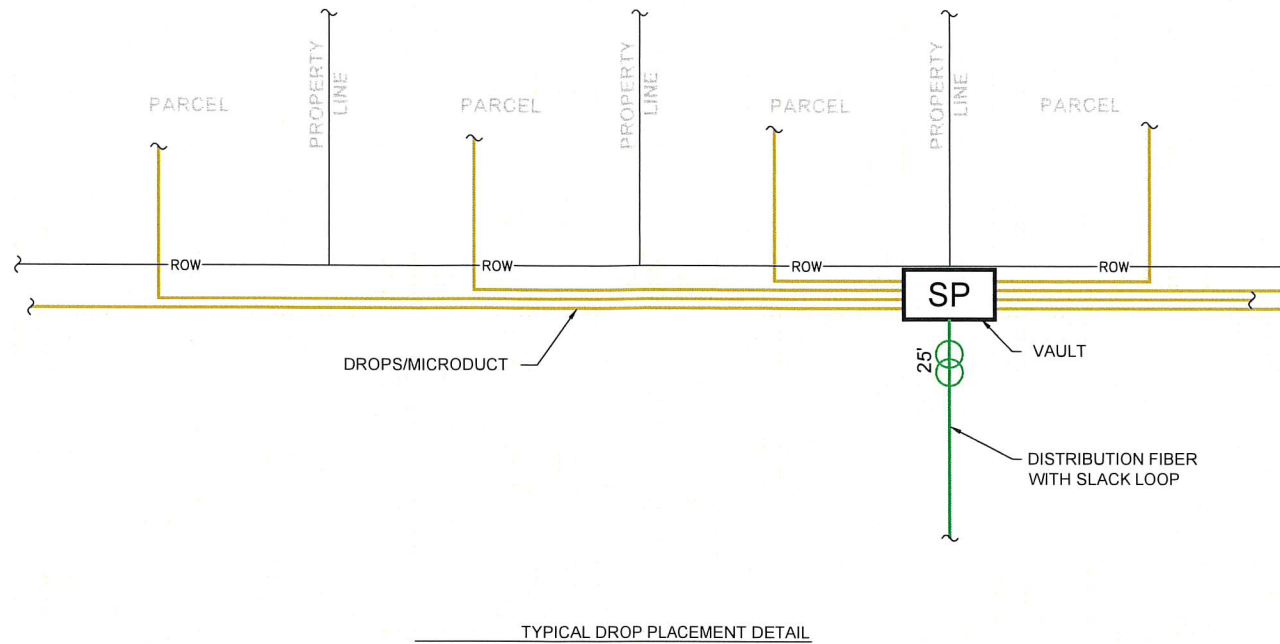 PROPERTY
LINE
PROPERTY
LINE
PROPERTY
LINE
PARCEL
PARCEL
PARCEL
PARCEL
ROW
ROW
ROW
ROW
SP
DROPS/MICRODUCT
25'
VAULT
DISTRIBUTION FIBER
WITH SLACK LOOP
TYPICAL DROP PLACEMENT DETAIL